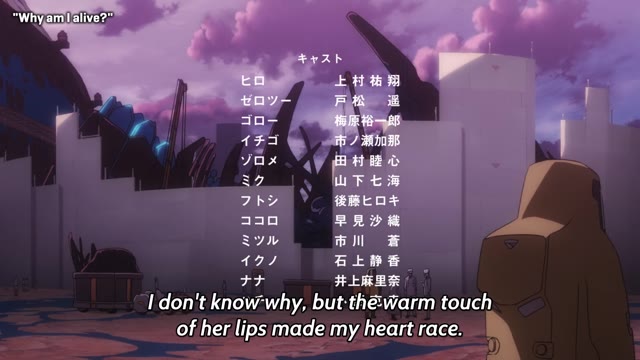 "Why am I alive?"
キャスト
ヒロ 上村祐翔
ゼロツー 戸松 遥
ゴロー 梅原裕一郎
イチゴ 市ノ瀬加那
ゾロメ 田村睦心
ミク 山下七海
フトシ 後藤ヒロキ
ココロ 早見沙織
ミツル 市川 蒼
イクノ 石上静香
ナナ 井上麻里奈
I don't know why, but the warm touch
of her lips made my heart race.